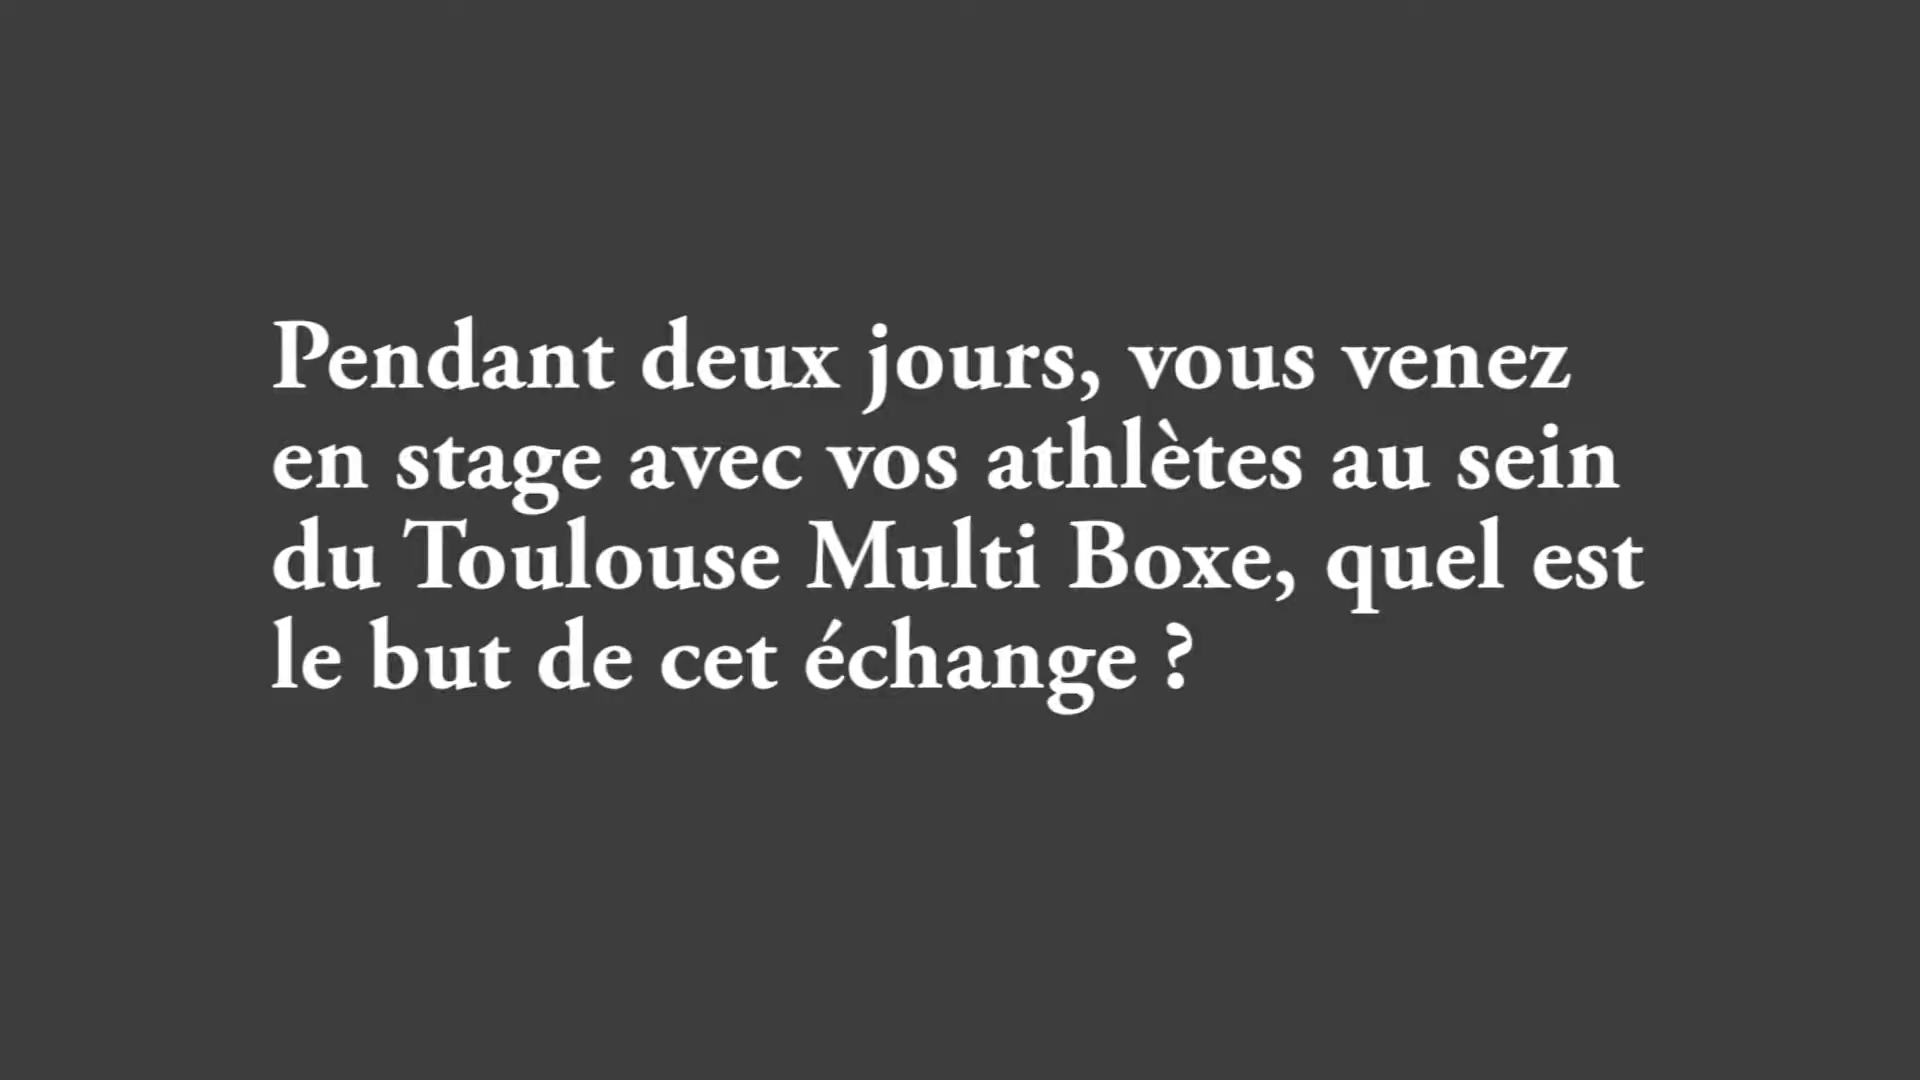 Pendant deux jours, vous venez
en stage avec vos athlètes au sein
du Toulouse Multi Boxe, quel est
le but de cet échange ?